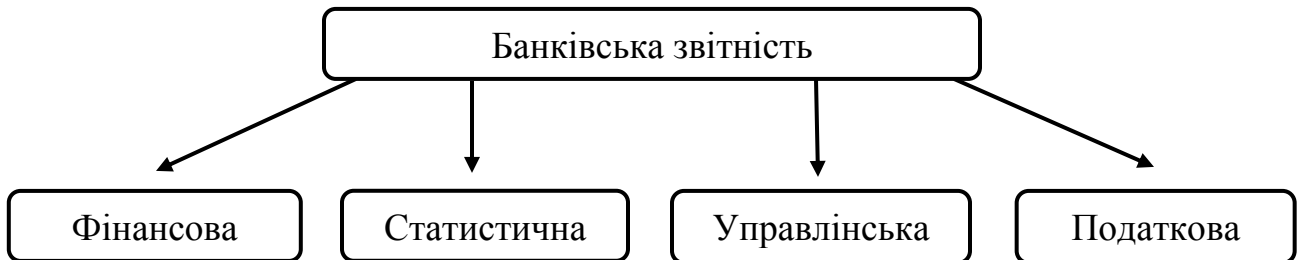 Банківська звітність
Фінансова
Статистична
Управлінська
Податкова